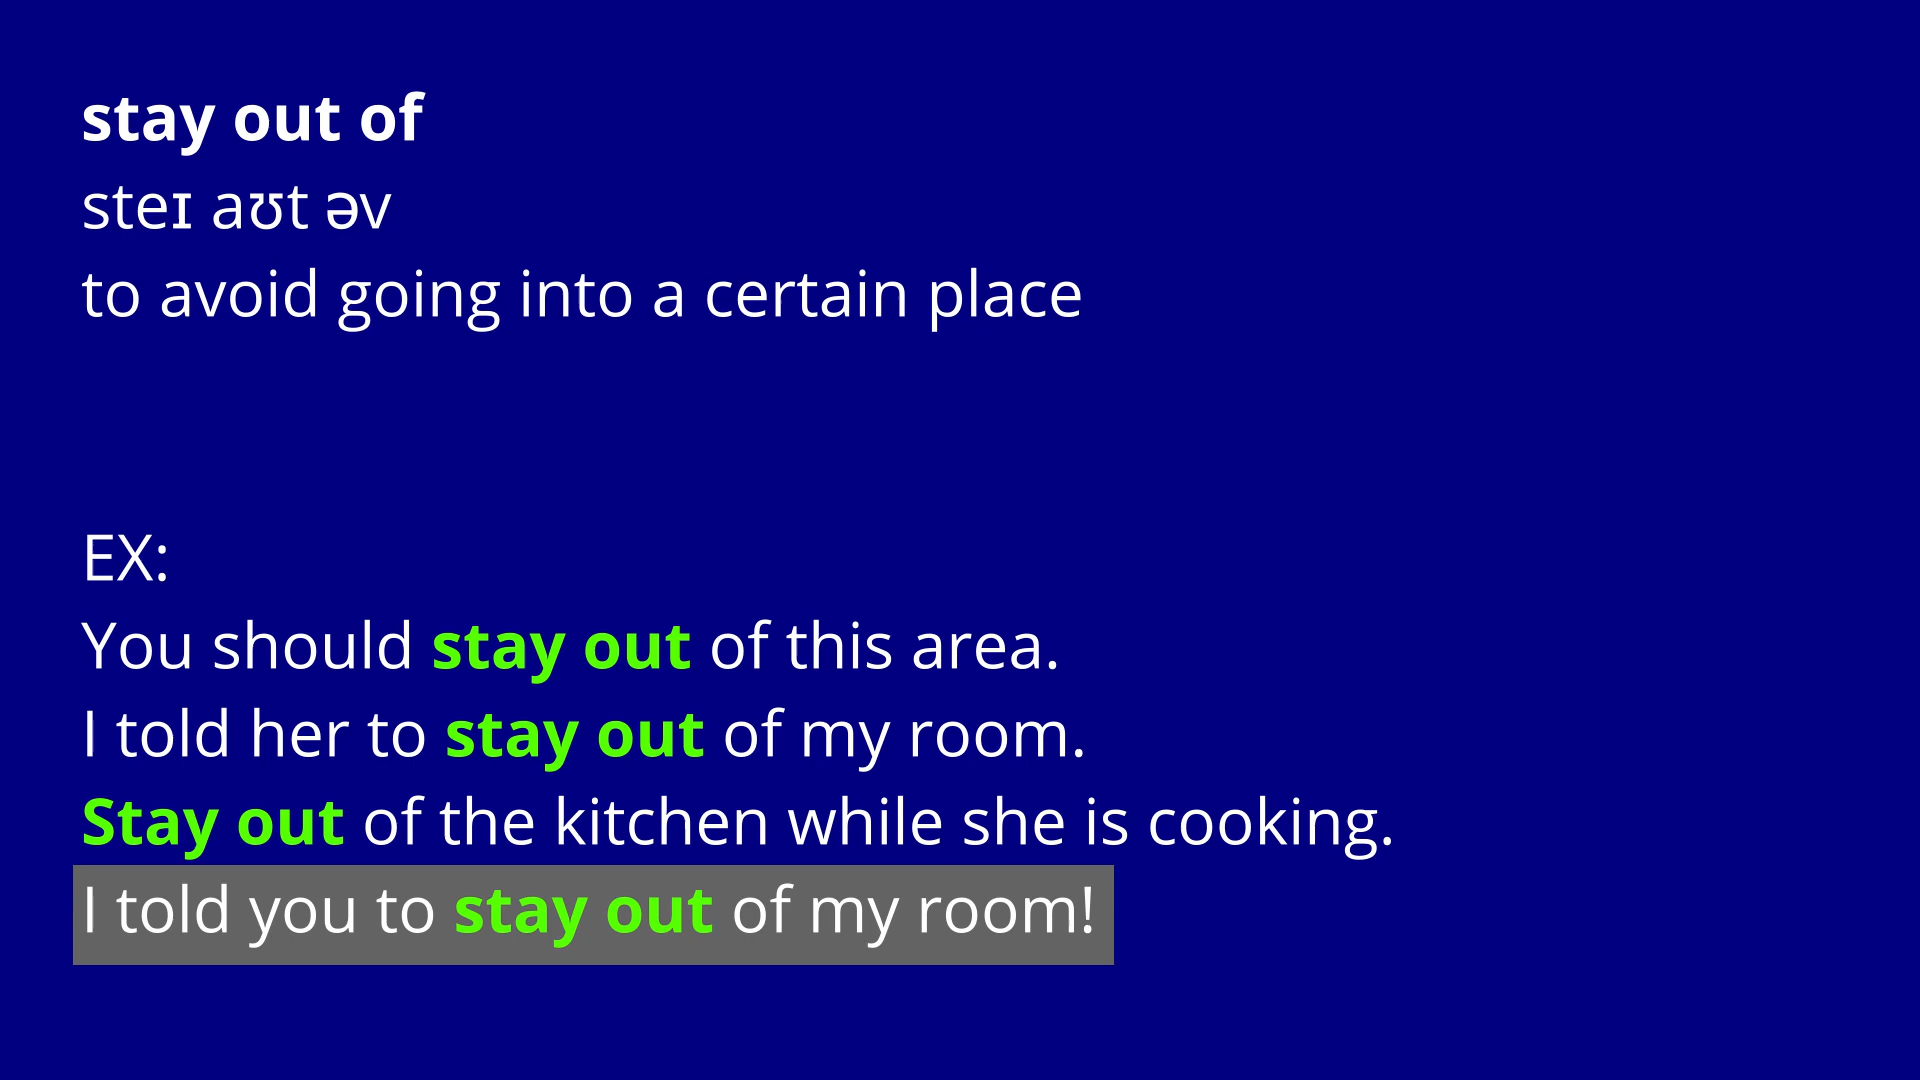 stay out of
steɪ aʊt əv
to avoid going into a certain place
EX:
You should stay out of this area.
I told her to stay out of my room.
Stay out of the kitchen while she is cooking.
I told you to stay out of my room!